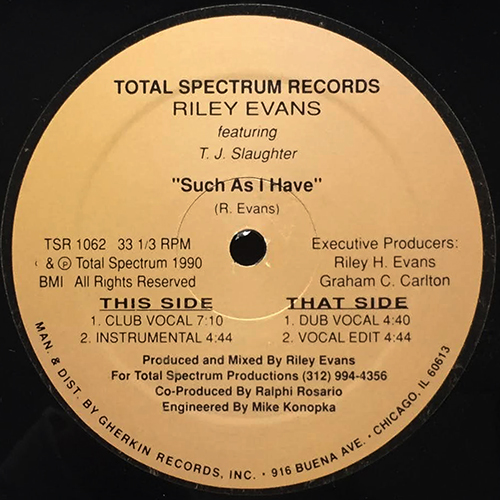 TOTAL SPECTRUM RECORDS
RILEY EVANS
featuring
T. J. Slaughter
"Such As I Have"
(R. Evans)
TSR 1062 33 1/3 RPM
& ℗ Total Spectrum 1990
BMI All Rights Reserved
Executive Producers:
Riley H. Evans
Graham C. Carlton
THIS SIDE
1. CLUB VOCAL 7:10
2. INSTRUMENTAL 4:44
THAT SIDE
1. DUB VOCAL 4:40
2. VOCAL EDIT 4:44
Produced and Mixed By Riley Evans
For Total Spectrum Productions (312) 994-4356
Co-Produced By Ralphi Rosario
Engineered By Mike Konopka
MAN. & DIST. BY GHERKIN RECORDS, INC. • 916 BUENA AVE. • CHICAGO, IL 60613